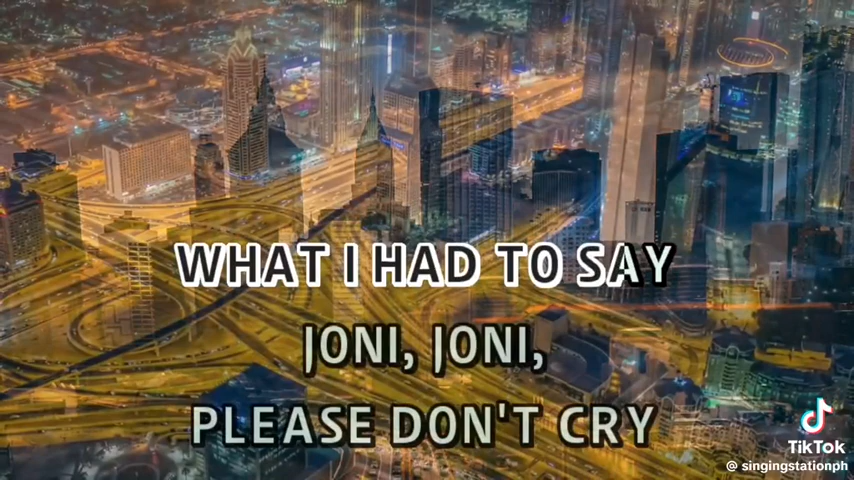 WHAT I HAD TO SAY
JONI, JONI,
PLEASE DON'T CRY
TikTok
@ singingstationph